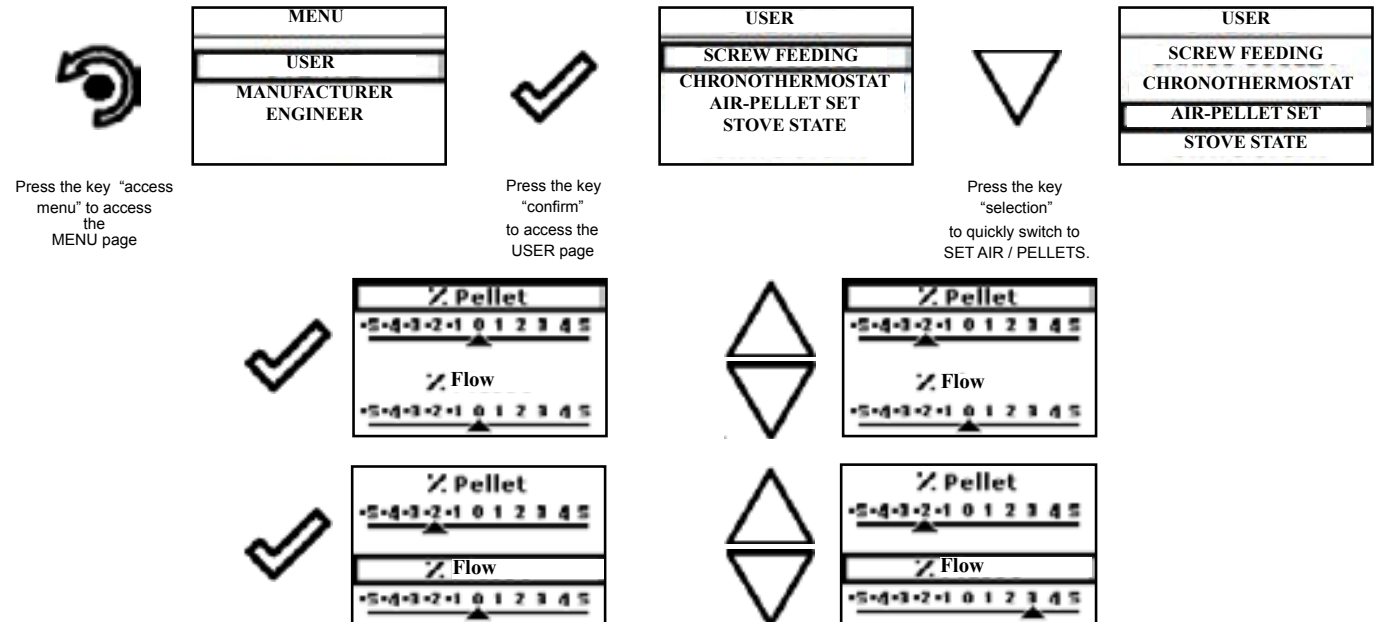 MENU
USER
MANUFACTURER
ENGINEER
USER
SCREW FEEDING
CHRONOTHERMOSTAT
AIR-PELLET SET
STOVE STATE
USER
SCREW FEEDING
CHRONOTHERMOSTAT
AIR-PELLET SET
STOVE STATE
Press the key “access
menu” to access
the
MENU page
Press the key
“confirm”
to access the
USER page
Press the key
“selection”
to quickly switch to
SET AIR / PELLETS.
% Pellet
-5-4-3-2-1 0 1 2 3 4 5
% Flow
-5-4-3-2-1 0 1 2 3 4 5
% Pellet
-5-4-3-2-1 0 1 2 3 4 5
% Flow
-5-4-3-2-1 0 1 2 3 4 5
% Pellet
-5-4-3-2-1 0 1 2 3 4 5
% Flow
-5-4-3-2-1 0 1 2 3 4 5
% Pellet
-5-4-3-2-1 0 1 2 3 4 5
% Flow
-5-4-3-2-1 0 1 2 3 4 5